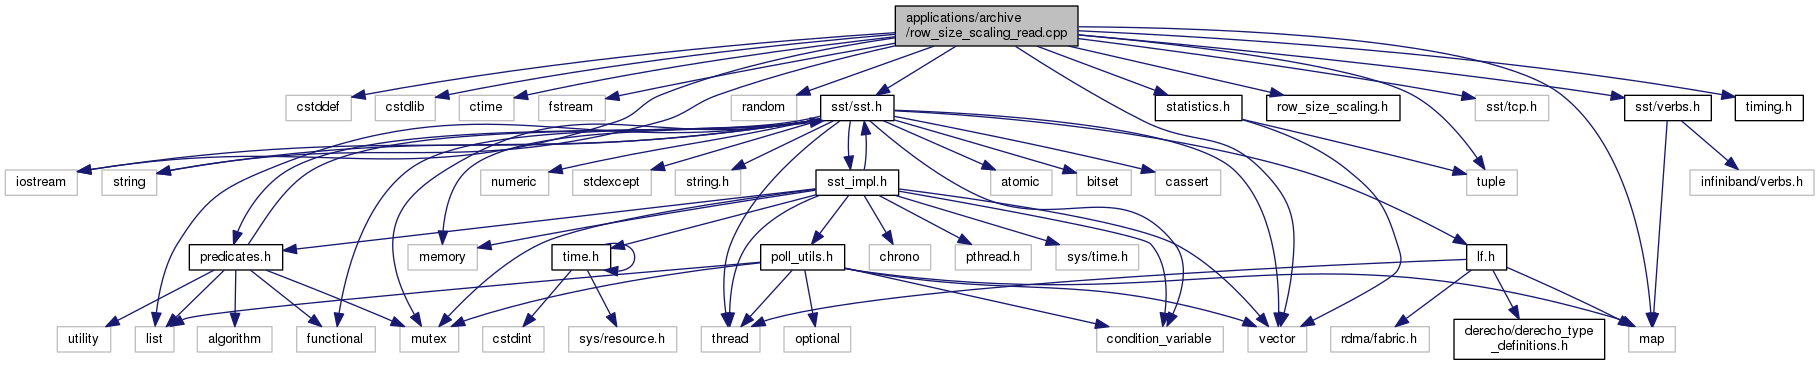 applications/archive
/row_size_scaling_read.cpp
cstddef
cstdlib
ctime
fstream
random
sst/sst.h
statistics.h
row_size_scaling.h
sst/tcp.h
sst/verbs.h
timing.h
iostream
string
numeric
stdexcept
string.h
sst_impl.h
atomic
bitset
cassert
tuple
infiniband/verbs.h
predicates.h
memory
time.h
poll_utils.h
chrono
pthread.h
sys/time.h
lf.h
utility
list
algorithm
functional
mutex
cstdint
sys/resource.h
thread
optional
condition_variable
vector
rdma/fabric.h
derecho/derecho_type
_definitions.h
map